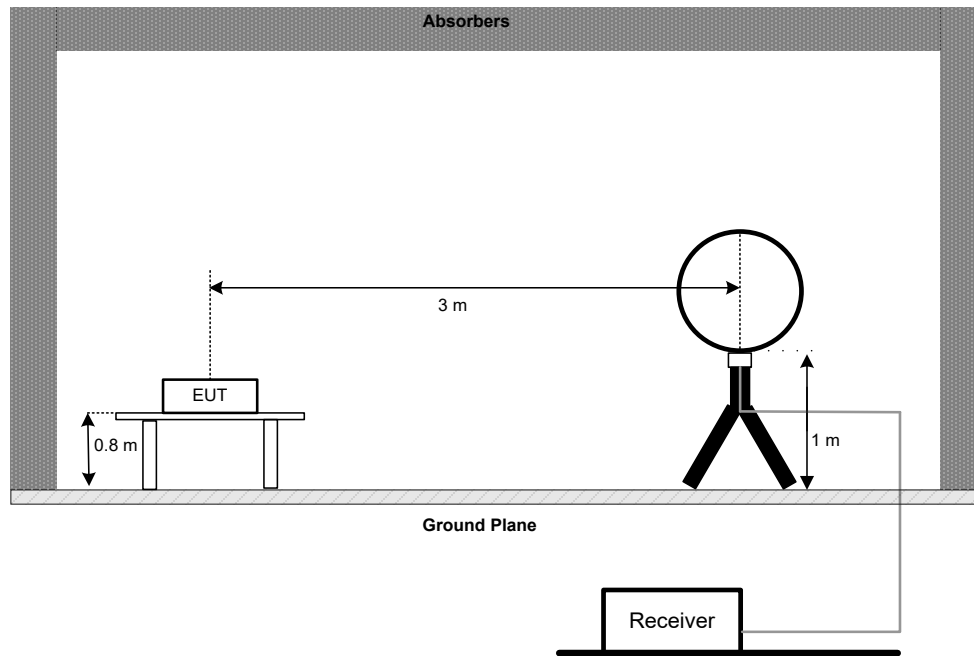 Absorbers
3 m
EUT
0.8 m
1 m
Ground Plane
Receiver